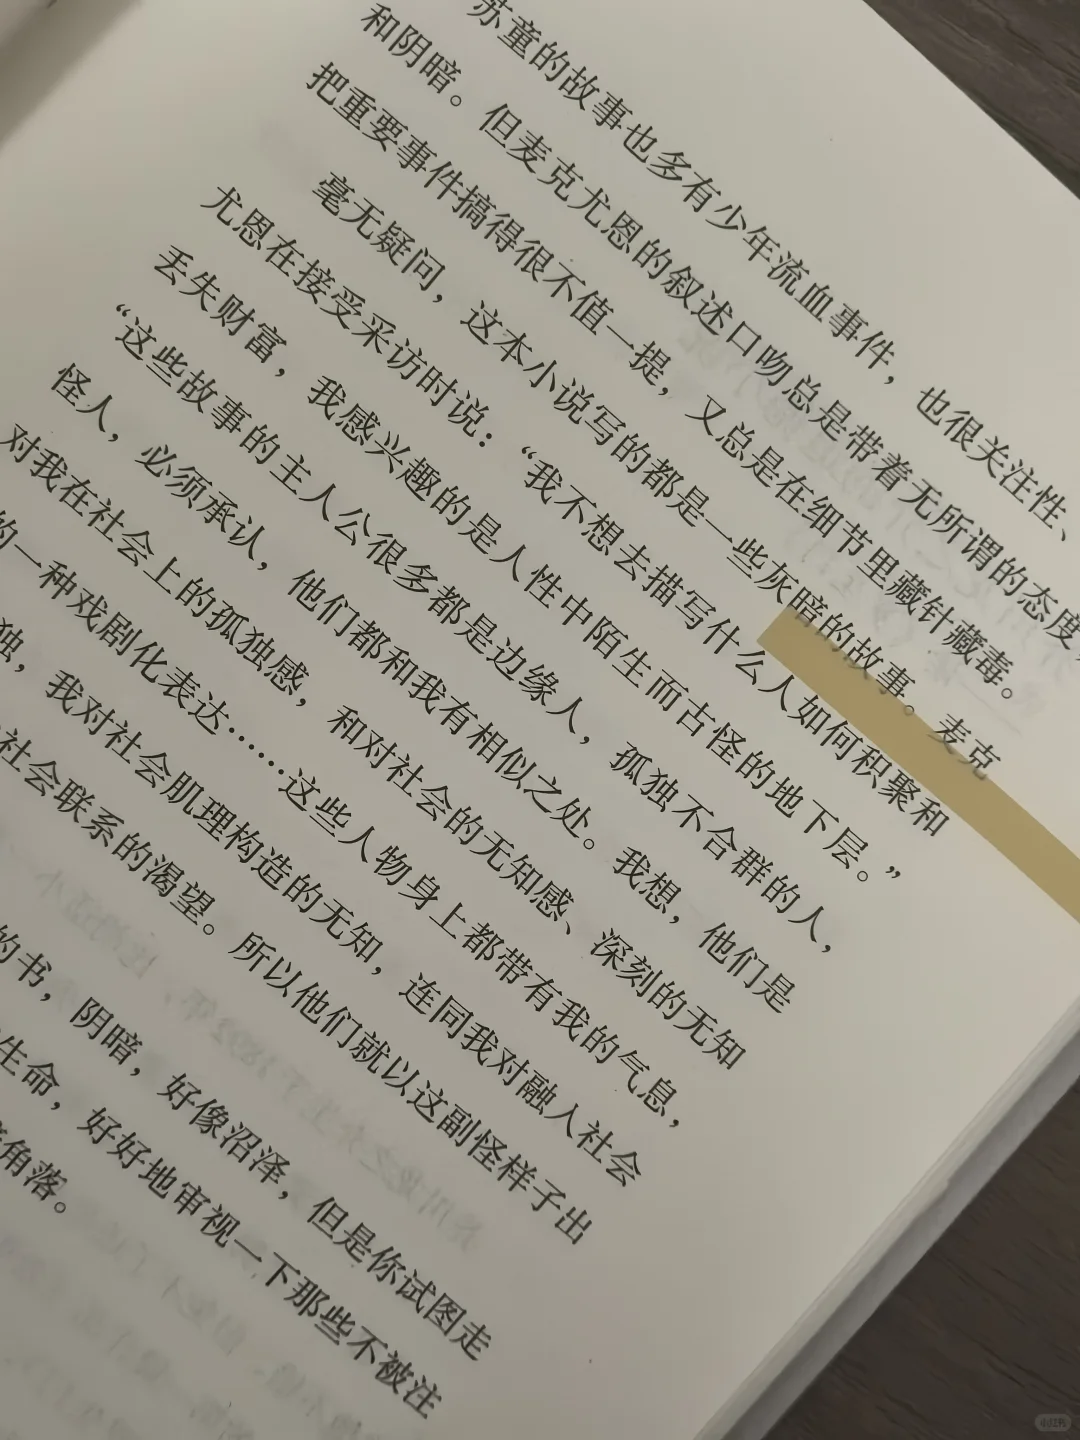 苏童的故事也多有少年流血事件，也很关注性、
和阴暗。但麦克尤恩的叙述口吻总是带着无所谓的态度，
把重要事件搞得很不值一提，又总是在细节里藏针藏毒。
毫无疑问，这本小说写的都是一些灰暗的故事。麦克
尤恩在接受采访时说：“我不想去描写什么人如何积聚和
丢失财富，我感兴趣的是人性中陌生而古怪的地下层。”
“这些故事的主人公很多都是边缘人，孤独不合群的人，
怪人，必须承认，他们都和我有相似之处。我想，他们是
对我在社会上的孤独感，和对社会的无知感、深刻的无知
的一种戏剧化表达……这些人物身上都带有我的气息，
独，我对社会肌理构造的无知，连同我对融入社会
社会联系的渴望。所以他们就以这副怪样子出
的书，阴暗，好像沼泽，但是你试图走
生命，好好地审视一下那些不被注
角落。
小红书